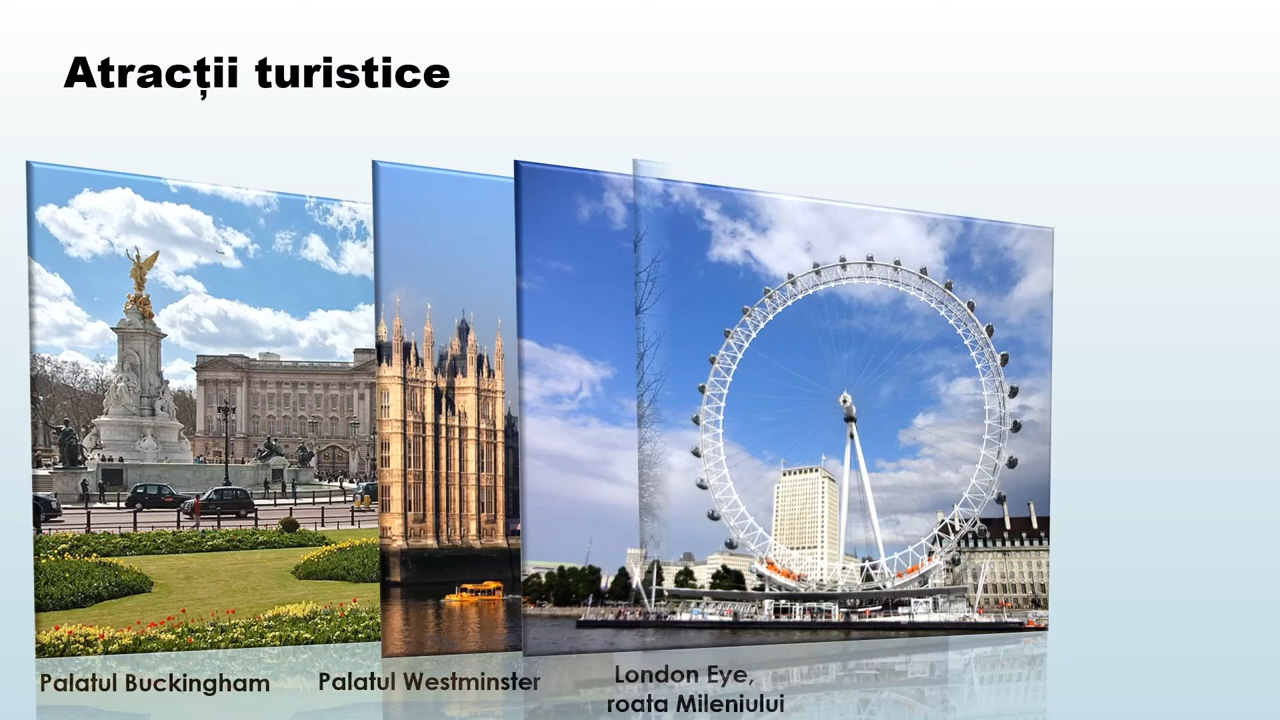 Atracții turistice
Palatul Buckingham
Palatul Westminster
London Eye,
roata Mileniului